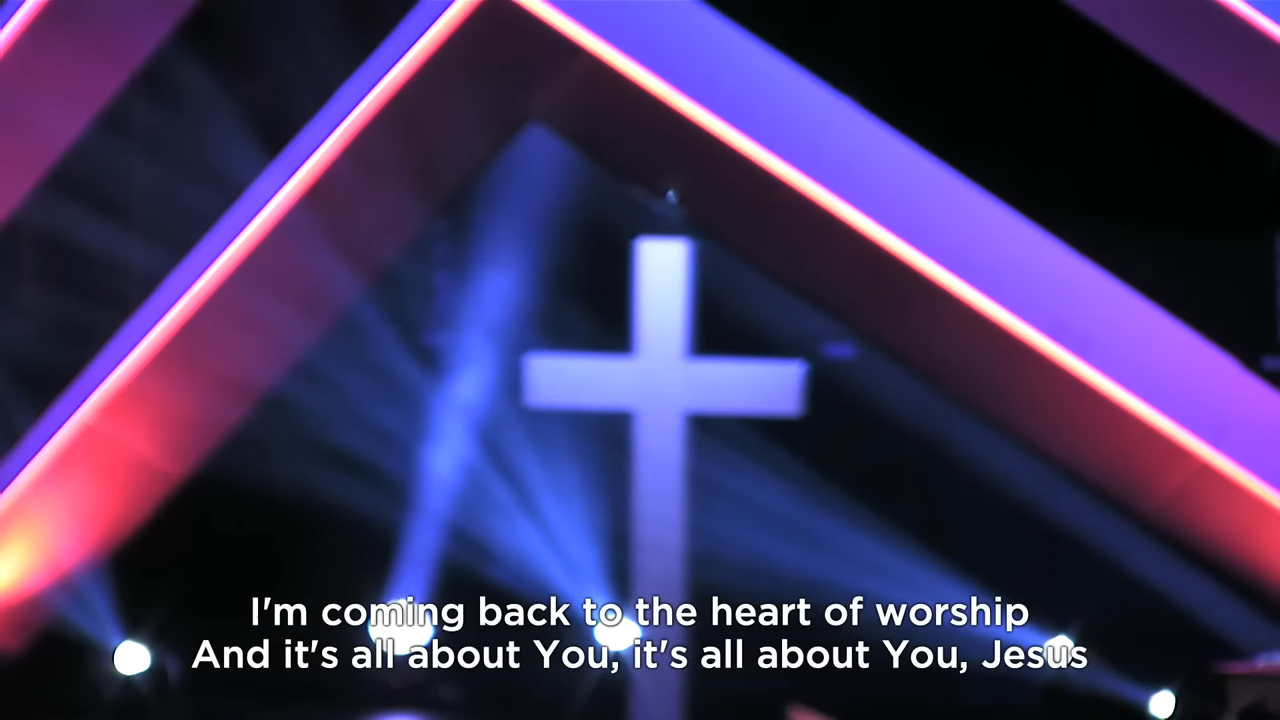 I'm coming back to the heart of worship
And it's all about You, it's all about You, Jesus